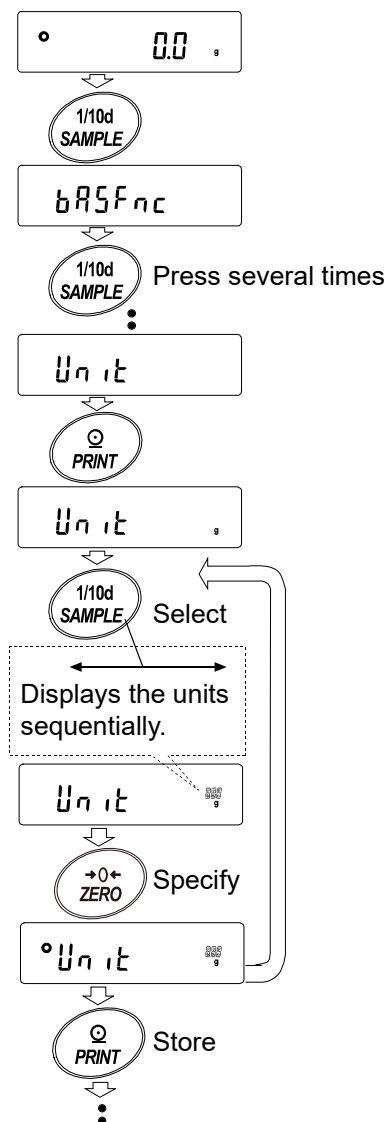 0.0 g
1/10d
SAMPLE
bASFnc
1/10d
SAMPLE
Press several times
Unit
PRINT
Unit g
1/10d
SAMPLE
Select
Displays the units
sequentially.
Unit g
→0←
ZERO
Specify
Unit g
PRINT
Store